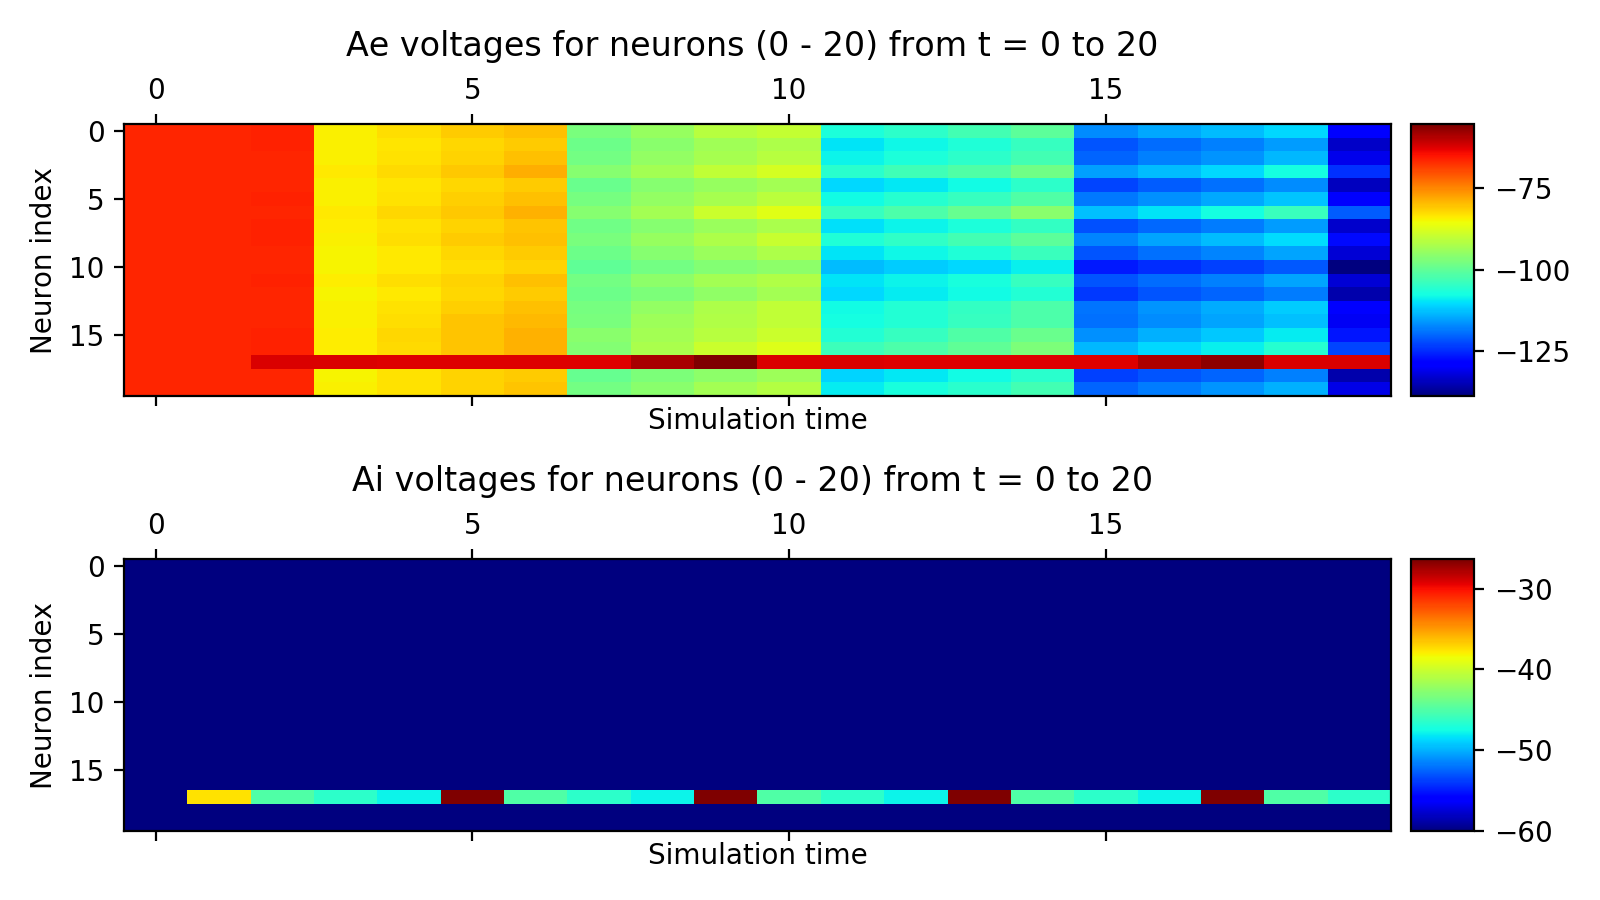 Ae voltages for neurons (0 - 20) from t = 0 to 20
0 5 10 15
0
5
10
15
Neuron index
−75
−100
−125
Simulation time
Ai voltages for neurons (0 - 20) from t = 0 to 20
0 5 10 15
0
5
10
15
Neuron index
−30
−40
−50
−60
Simulation time